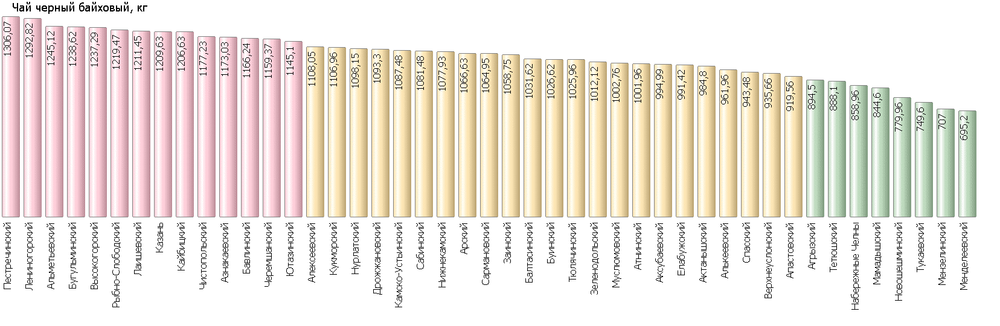 Чай черный байховый, кг
1306,07
1292,82
1245,12
1238,62
1237,29
1219,47
1211,45
1209,63
1206,63
1177,23
1173,03
1166,24
1159,37
1145,1
1108,05
1106,96
1098,15
1093,3
1087,48
1081,48
1077,93
1066,63
1064,95
1058,75
1031,62
1026,62
1025,96
1012,12
1002,76
1001,96
994,99
991,42
984,8
961,96
943,48
935,66
919,56
894,5
888,1
858,96
844,6
779,96
749,6
707
695,2
Пестречинский
Лениногорский
Альметьевский
Бугульминский
Высокогорский
Рыбно-Слободский
Лаишевский
Казань
Кайбицкий
Чистопольский
Азнакаевский
Бавлинский
Черемшанский
Ютазинский
Алексеевский
Кукморский
Нурлатский
Дрожжановский
Камско-Устьинский
Сабинский
Нижнекамский
Арский
Сармановский
Заинский
Балтасинский
Буинский
Тюлячинский
Зеленодольский
Муслюмовский
Атнинский
Аксубаевский
Елабужский
Актанышский
Алькеевский
Спасский
Верхнеуслонский
Апастовский
Агрызский
Тетюшский
Набережные Челны
Мамадышский
Новошешминский
Тукаевский
Мензелинский
Менделеевский